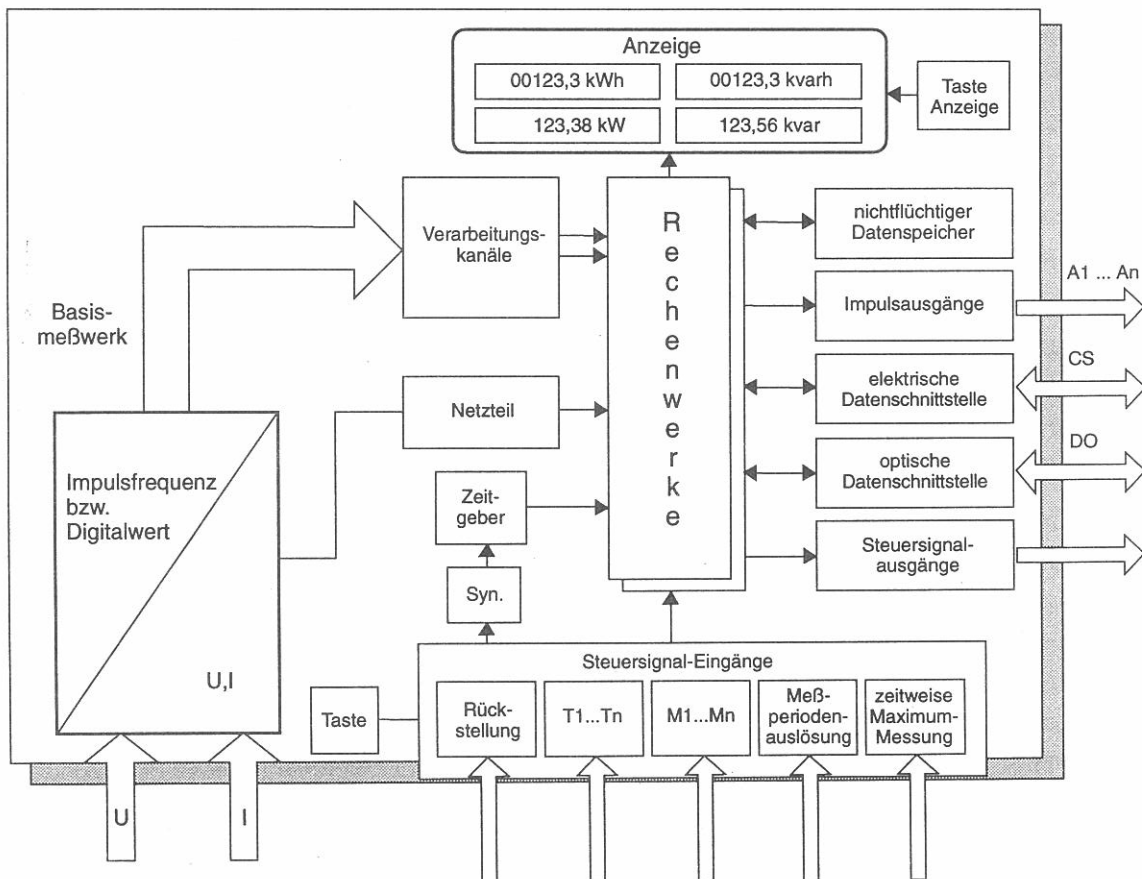 Anzeige
00123,3 kWh
00123,3 kvarh
123,38 kW
123,56 kvar
Taste
Anzeige
Verarbeitungs-
kanäle
Rechenwerke
nichtflüchtiger
Datenspeicher
A1 ... An
Impulsausgänge
Basis-
meßwerk
CS
elektrische
Datenschnittstelle
Netzteil
DO
optische
Datenschnittstelle
Impulsfrequenz
bzw.
Digitalwert
U,I
Zeit-
geber
Steuersignal-
ausgänge
Syn.
Steuersignal-Eingänge
Taste
Rück-
stellung
T1...Tn
M1...Mn
Meß-
perioden-
auslösung
zeitweise
Maximum-
Messung
U
I